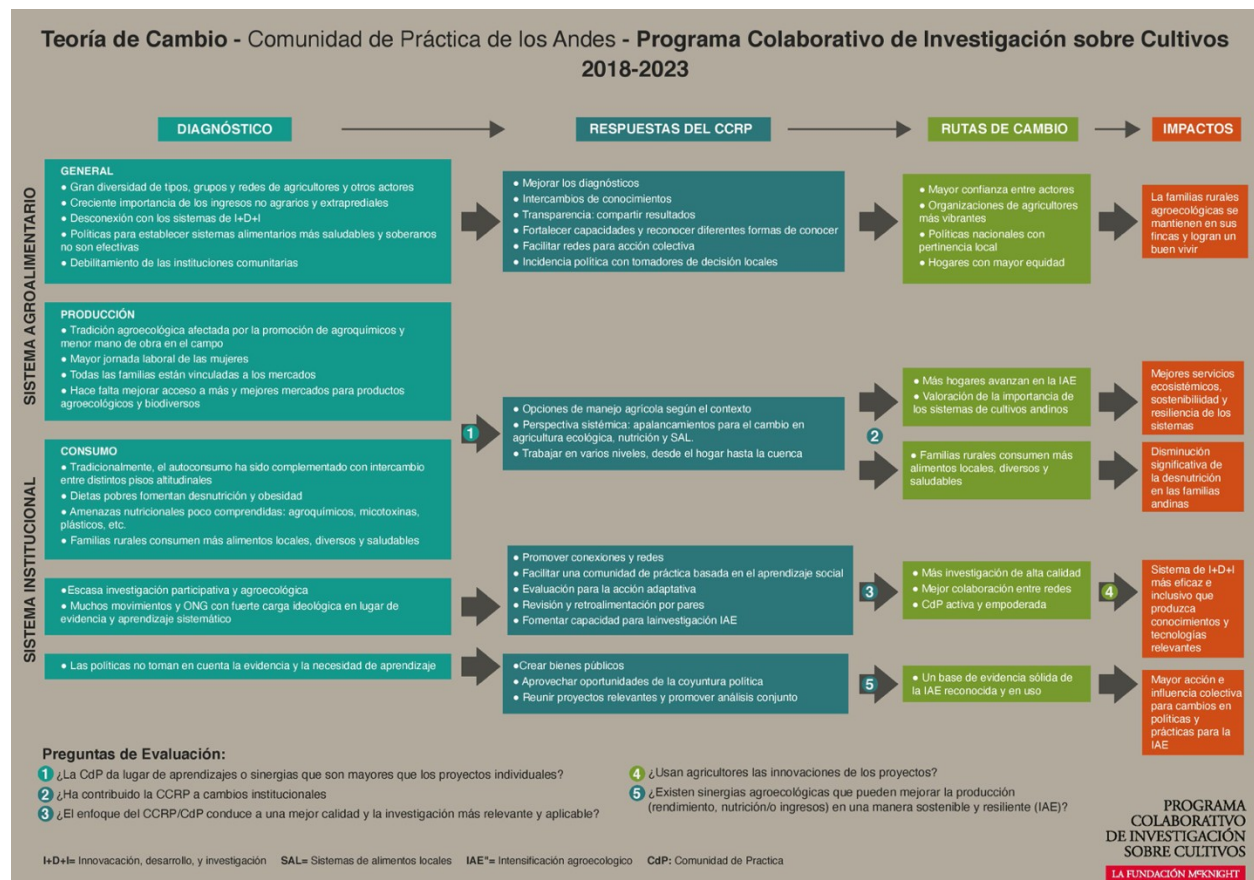 Teoría de Cambio - Comunidad de Práctica de los Andes - Programa Colaborativo de Investigación sobre Cultivos
2018-2023
DIAGNÓSTICO
RESPUESTAS DEL CCRP
RUTAS DE CAMBIO
IMPACTOS
SISTEMA AGROALIMENTARIO
GENERAL
● Gran diversidad de tipos, grupos y redes de agricultores y otros actores
● Creciente importancia de los ingresos no agrarios y extraprediales
● Desconexión con los sistemas de I+D+I
● Políticas para establecer sistemas alimentarios más saludables y soberanos
no son efectivas
● Debilitamiento de las instituciones comunitarias
● Mejorar los diagnósticos
● Intercambios de conocimientos
● Transparencia: compartir resultados
● Fortalecer capacidades y reconocer diferentes formas de conocer
● Facilitar redes para acción colectiva
● Incidencia política con tomadores de decisión locales
● Mayor confianza entre actores
● Organizaciones de agricultores
más vibrantes
● Políticas nacionales con
pertinencia local
● Hogares con mayor equidad
La familias rurales
agroecológicas se
mantienen en sus
fincas y logran un
buen vivir
PRODUCCIÓN
● Tradición agroecológica afectada por la promoción de agroquímicos y
menor mano de obra en el campo
● Mayor jornada laboral de las mujeres
● Todas las familias están vinculadas a los mercados
● Hace falta mejorar acceso a más y mejores mercados para productos
agroecológicos y biodiversos
1
● Opciones de manejo agrícola según el contexto
● Perspectiva sistémica: apalancamientos para el cambio en
agricultura ecológica, nutrición y SAL.
● Trabajar en varios niveles, desde el hogar hasta la cuenca
2
● Más hogares avanzan en la IAE
● Valoración de la importancia de
los sistemas de cultivos andinos
Mejores servicios
ecosistémicos,
sostenibiliidad y
resiliencia de los
sistemas
SISTEMA INSTITUCIONAL
CONSUMO
● Tradicionalmente, el autoconsumo ha sido complementado con intercambio
entre distintos pisos altitudinales
● Dietas pobres fomentan desnutrición y obesidad
● Amenazas nutricionales poco comprendidas: agroquímicos, micotoxinas,
plásticos, etc.
● Familias rurales consumen más alimentos locales, diversos y saludables
● Familias rurales consumen más
alimentos locales, diversos y
saludables
Disminución
significativa de
la desnutrición
en las familias
andinas
●Escasa investigación participativa y agroecológica
● Muchos movimientos y ONG con fuerte carga ideológica en lugar de
evidencia y aprendizaje sistemático
● Promover conexiones y redes
● Facilitar una comunidad de práctica basada en el aprendizaje social
● Evaluación para la acción adaptativa
● Revisión y retroalimentación por pares
● Fomentar capacidad para lainvestigación IAE
3
● Más investigación de alta calidad
● Mejor colaboración entre redes
● CdP activa y empoderada
4
Sistema de I+D+I
más eficaz e
inclusivo que
produzca
conocimientos y
tecnologías
relevantes
● Las políticas no toman en cuenta la evidencia y la necesidad de aprendizaje
●Crear bienes públicos
● Aprovechar oportunidades de la coyuntura política
● Reunir proyectos relevantes y promover análisis conjunto
5
● Un base de evidencia sólida de
la IAE reconocida y en uso
Mayor acción e
influencia colectiva
para cambios en
políticas y
prácticas para la
IAE
Preguntas de Evaluación:
1 ¿La CdP da lugar de aprendizajes o sinergias que son mayores que los proyectos individuales?
2 ¿Ha contribuido la CCRP a cambios institucionales
3 ¿El enfoque del CCRP/CdP conduce a una mejor calidad y la investigación más relevante y aplicable?
4 ¿Usan agricultores las innovaciones de los proyectos?
5 ¿Existen sinergias agroecológicas que pueden mejorar la producción
(rendimiento, nutrición/o ingresos) en una manera sostenible y resiliente (IAE)?
I+D+I= Innovacación, desarrollo, y investigación SAL= Sistemas de alimentos locales IAE"= Intensificación agroecologico CdP: Comunidad de Practica
PROGRAMA
COLABORATIVO
DE INVESTIGACIÓN
SOBRE CULTIVOS
LA FUNDACIÓN McKNIGHT